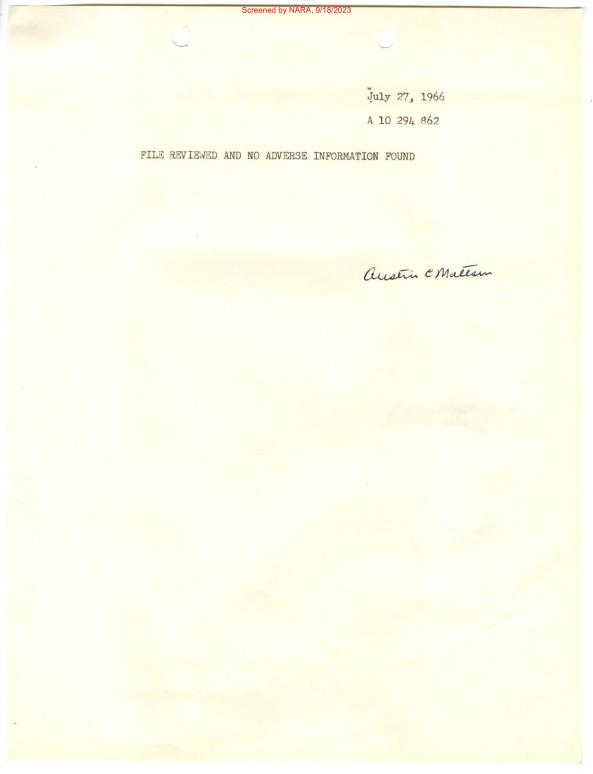 Screened by NARA, 9/18/2023
July 27, 1966
A 10 294 862
FILE REVIEWED AND NO ADVERSE INFORMATION FOUND
Austin C Mattson